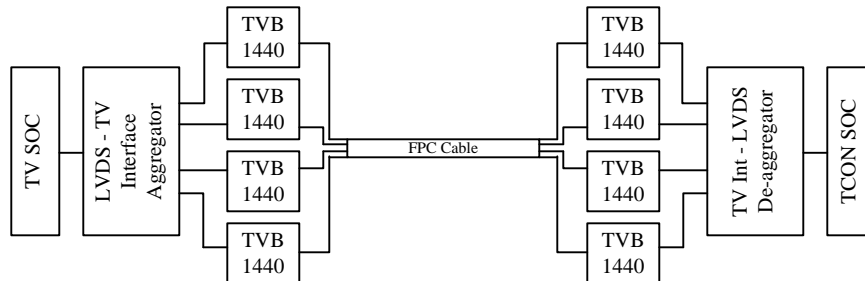 TV SOC
LVDS - TV
Interface
Aggregator
TVB
1440
TVB
1440
TVB
1440
TVB
1440
FPC Cable
TVB
1440
TVB
1440
TVB
1440
TVB
1440
TV Int - LVDS
De-aggregator
TCON SOC